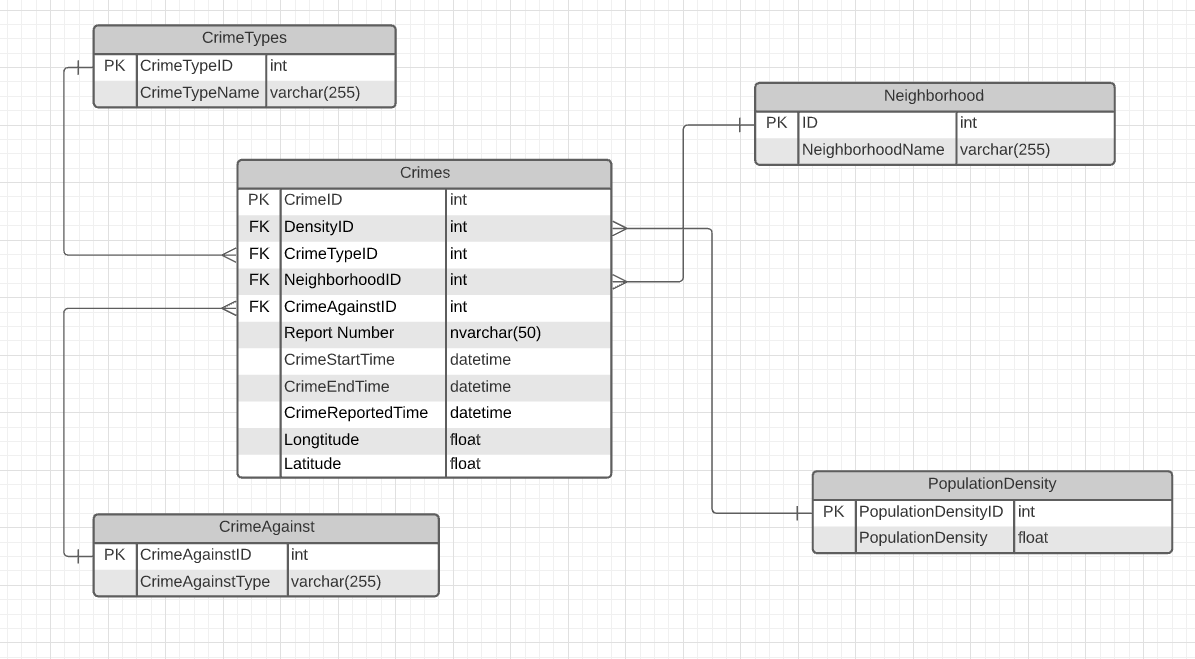 CrimeTypes
PK CrimeTypeID int
CrimeTypeName varchar(255)
Neighborhood
PK ID int
NeighborhoodName varchar(255)
Crimes
PK CrimeID int
FK DensityID int
FK CrimeTypeID int
FK NeighborhoodID int
FK CrimeAgainstID int
Report Number nvarchar(50)
CrimeStartTime datetime
CrimeEndTime datetime
CrimeReportedTime datetime
Longtitude float
Latitude float
PopulationDensity
PK PopulationDensityID int
PopulationDensity float
CrimeAgainst
PK CrimeAgainstID int
CrimeAgainstType varchar(255)